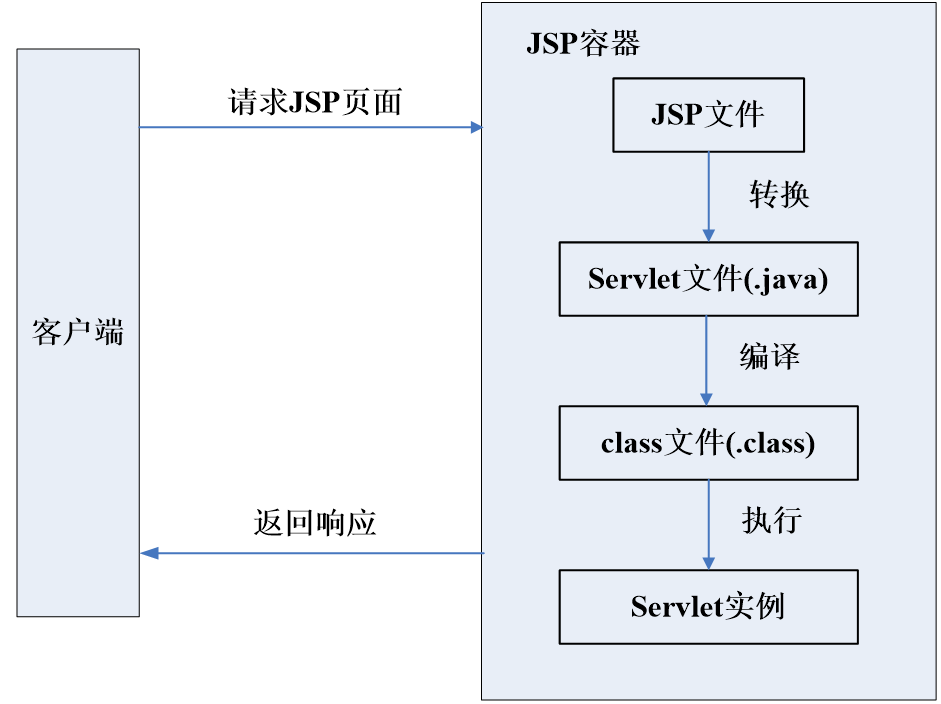 JSP容器
请求JSP页面
JSP文件
转换
Servlet文件(.java)
客户端
编译
class文件(.class)
返回响应
执行
Servlet实例